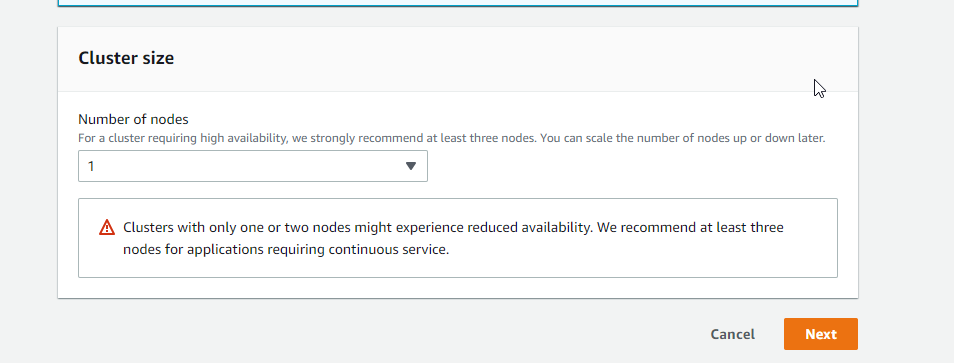 Cluster size
Number of nodes
For a cluster requiring high availability, we strongly recommend at least three nodes. You can scale the number of nodes up or down later.
1
Clusters with only one or two nodes might experience reduced availability. We recommend at least three
nodes for applications requiring continuous service.
Cancel
Next